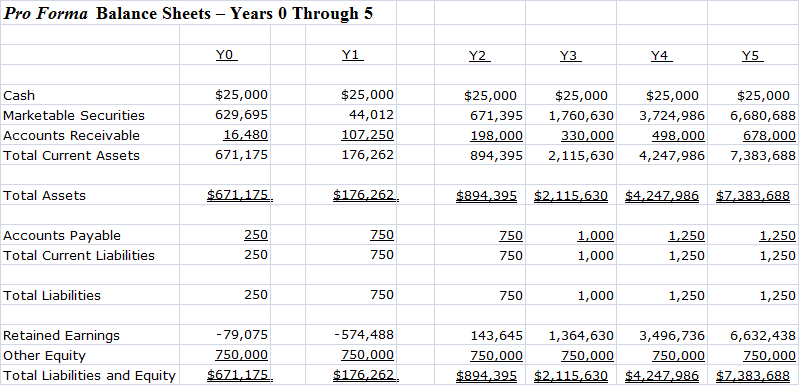 Pro Forma Balance Sheets – Years 0 Through 5
Y0 Y1 Y2 Y3 Y4 Y5
Cash $25,000 $25,000 $25,000 $25,000 $25,000 $25,000
Marketable Securities 629,695 44,012 671,395 1,760,630 3,724,986 6,680,688
Accounts Receivable 16,480 107,250 198,000 330,000 498,000 678,000
Total Current Assets 671,175 176,262 894,395 2,115,630 4,247,986 7,383,688
Total Assets $671,175 $176,262 $894,395 $2,115,630 $4,247,986 $7,383,688
Accounts Payable 250 750 750 1,000 1,250 1,250
Total Current Liabilities 250 750 750 1,000 1,250 1,250
Total Liabilities 250 750 750 1,000 1,250 1,250
Retained Earnings -79,075 -574,488 143,645 1,364,630 3,496,736 6,632,438
Other Equity 750,000 750,000 750,000 750,000 750,000 750,000
Total Liabilities and Equity $671,175 $176,262 $894,395 $2,115,630 $4,247,986 $7,383,688